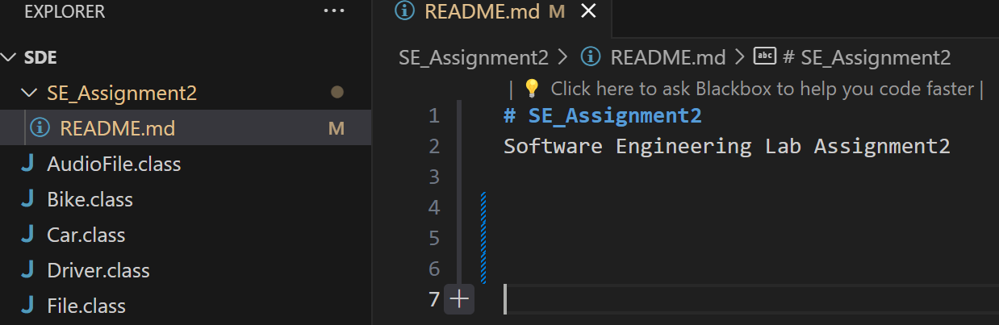 EXPLORER ...
SDE
SE_Assignment2
README.md M
AudioFile.class
Bike.class
Car.class
Driver.class
File.class
README.md M
SE_Assignment2 > README.md > abc # SE_Assignment2
| 💡 Click here to ask Blackbox to help you code faster |
1 # SE_Assignment2
2 Software Engineering Lab Assignment2
3
4
5
6
7